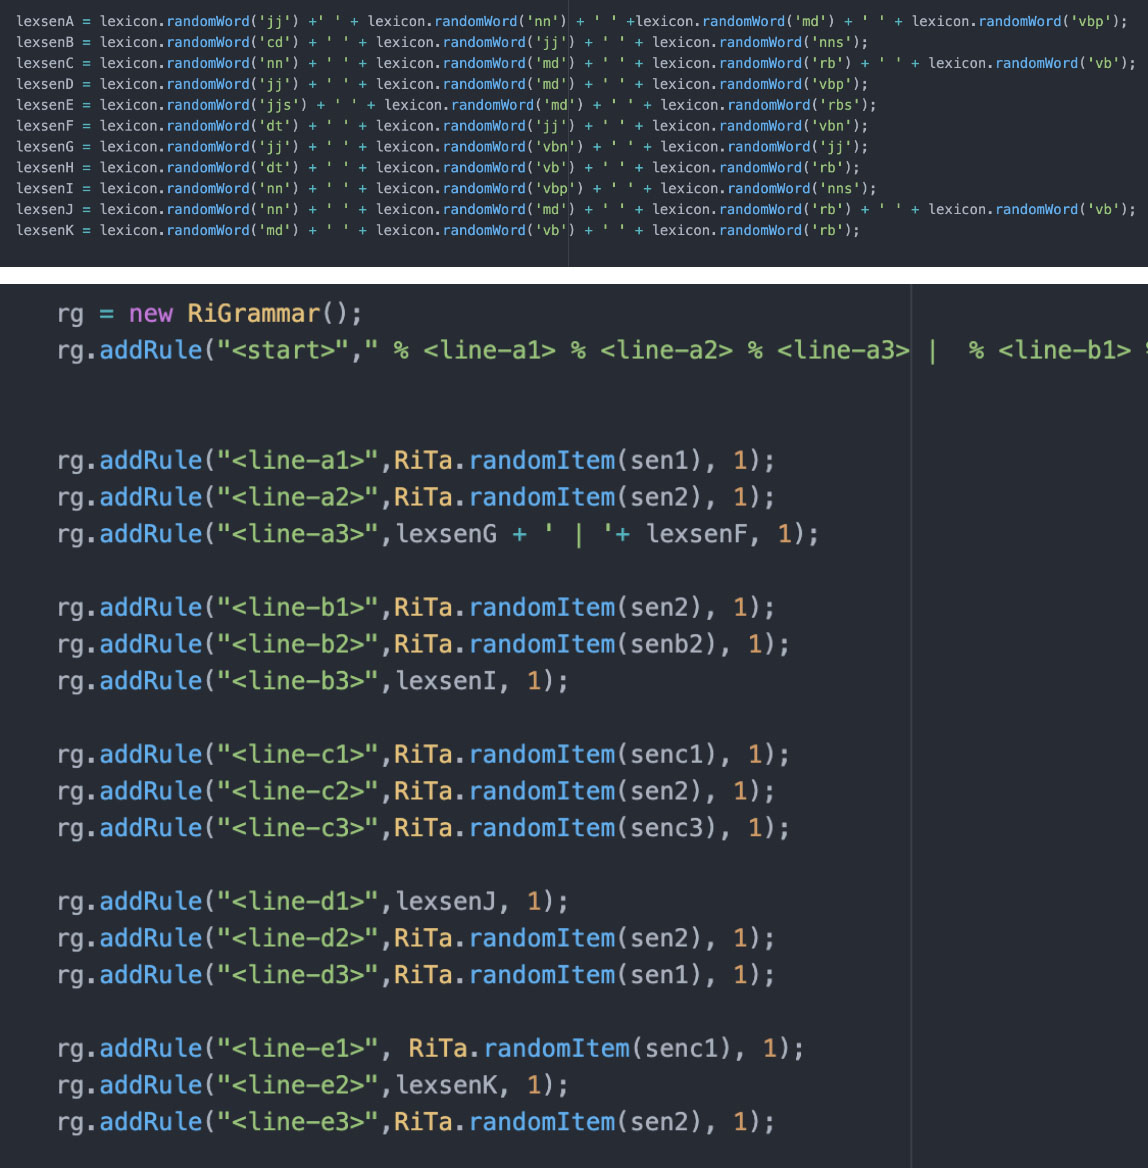 lexsenA = lexicon.randomWord('jj') +' ' + lexicon.randomWord('nn') + ' ' +lexicon.randomWord('md') + ' ' + lexicon.randomWord('vbp');
lexsenB = lexicon.randomWord('cd') + ' ' + lexicon.randomWord('jj') + ' ' + lexicon.randomWord('nns');
lexsenC = lexicon.randomWord('nn') + ' ' + lexicon.randomWord('md') + ' ' + lexicon.randomWord('rb') + ' ' + lexicon.randomWord('vb');
lexsenD = lexicon.randomWord('jj') + ' ' + lexicon.randomWord('md') + ' ' + lexicon.randomWord('vbp');
lexsenE = lexicon.randomWord('jjs') + ' ' + lexicon.randomWord('md') + ' ' + lexicon.randomWord('rbs');
lexsenF = lexicon.randomWord('dt') + ' ' + lexicon.randomWord('jj') + ' ' + lexicon.randomWord('vbn');
lexsenG = lexicon.randomWord('jj') + ' ' + lexicon.randomWord('vbn') + ' ' + lexicon.randomWord('jj');
lexsenH = lexicon.randomWord('dt') + ' ' + lexicon.randomWord('vb') + ' ' + lexicon.randomWord('rb');
lexsenI = lexicon.randomWord('nn') + ' ' + lexicon.randomWord('vbp') + ' ' + lexicon.randomWord('nns');
lexsenJ = lexicon.randomWord('nn') + ' ' + lexicon.randomWord('md') + ' ' + lexicon.randomWord('rb') + ' ' + lexicon.randomWord('vb');
lexsenK = lexicon.randomWord('md') + ' ' + lexicon.randomWord('vb') + ' ' + lexicon.randomWord('rb');
rg = new RiGrammar();
rg.addRule("<start>"," % <line-a1> % <line-a2> % <line-a3> |  % <line-b1>
rg.addRule("<line-a1>",RiTa.randomItem(sen1), 1);
rg.addRule("<line-a2>",RiTa.randomItem(sen2), 1);
rg.addRule("<line-a3>",lexsenG + ' | '+ lexsenF, 1);
rg.addRule("<line-b1>",RiTa.randomItem(sen2), 1);
rg.addRule("<line-b2>",RiTa.randomItem(senb2), 1);
rg.addRule("<line-b3>",lexsenI, 1);
rg.addRule("<line-c1>",RiTa.randomItem(senc1), 1);
rg.addRule("<line-c2>",RiTa.randomItem(sen2), 1);
rg.addRule("<line-c3>",RiTa.randomItem(senc3), 1);
rg.addRule("<line-d1>",lexsenJ, 1);
rg.addRule("<line-d2>",RiTa.randomItem(sen2), 1);
rg.addRule("<line-d3>",RiTa.randomItem(sen1), 1);
rg.addRule("<line-e1>", RiTa.randomItem(senc1), 1);
rg.addRule("<line-e2>",lexsenK, 1);
rg.addRule("<line-e3>",RiTa.randomItem(sen2), 1);